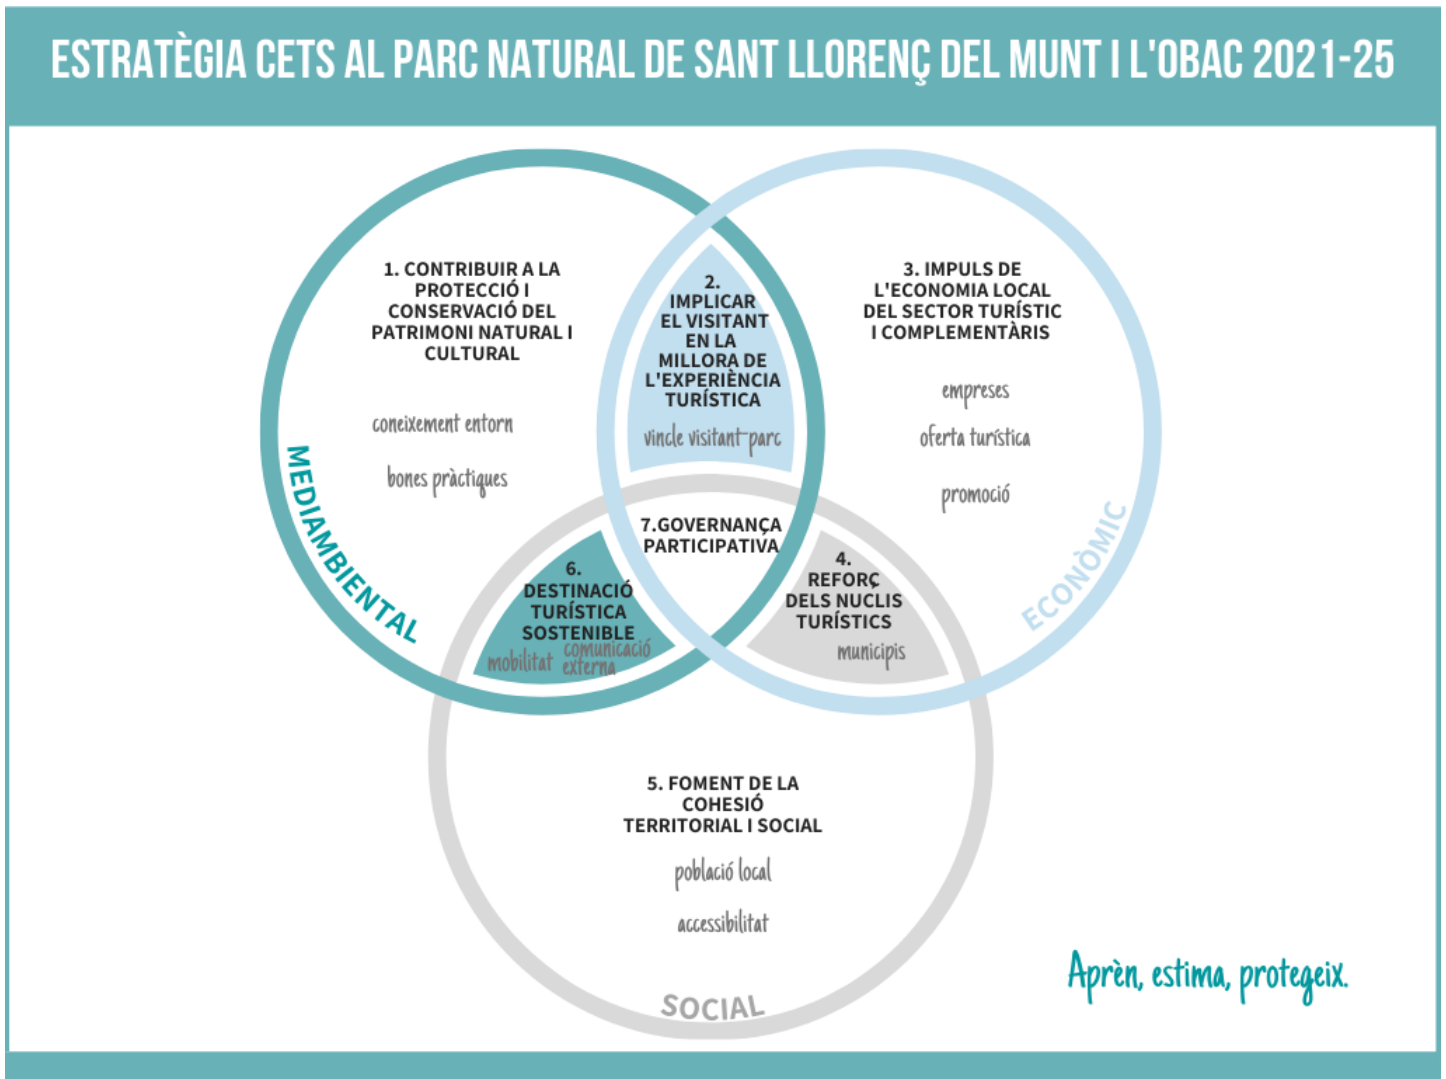 ESTRATÈGIA CETS AL PARC NATURAL DE SANT LLORENÇ DEL MUNT I L'OBAC 2021-25
1. CONTRIBUIR A LA
PROTECCIÓ I
CONSERVACIÓ DEL
PATRIMONI NATURAL I
CULTURAL
coneixement entorn
bones pràctiques
MEDIAMBIENTAL
2.
IMPLICAR
EL VISITANT
EN LA
MILLORA DE
L'EXPERIÈNCIA
TURÍSTICA
vincle visitant-parc
3. IMPULS DE
L'ECONOMIA LOCAL
DEL SECTOR TURÍSTIC
I COMPLEMENTÀRIS
empreses
oferta turística
promoció
ECONÒMIC
7.GOVERNANÇA
PARTICIPATIVA
6.
DESTINACIÓ
TURÍSTICA
SOSTENIBLE
mobilitat
comunicació
externa
4.
REFORÇ
DELS NUCLIS
TURÍSTICS
municipis
5. FOMENT DE LA
COHESIÓ
TERRITORIAL I SOCIAL
població local
accessibilitat
SOCIAL
Aprèn, estima, protegeix.